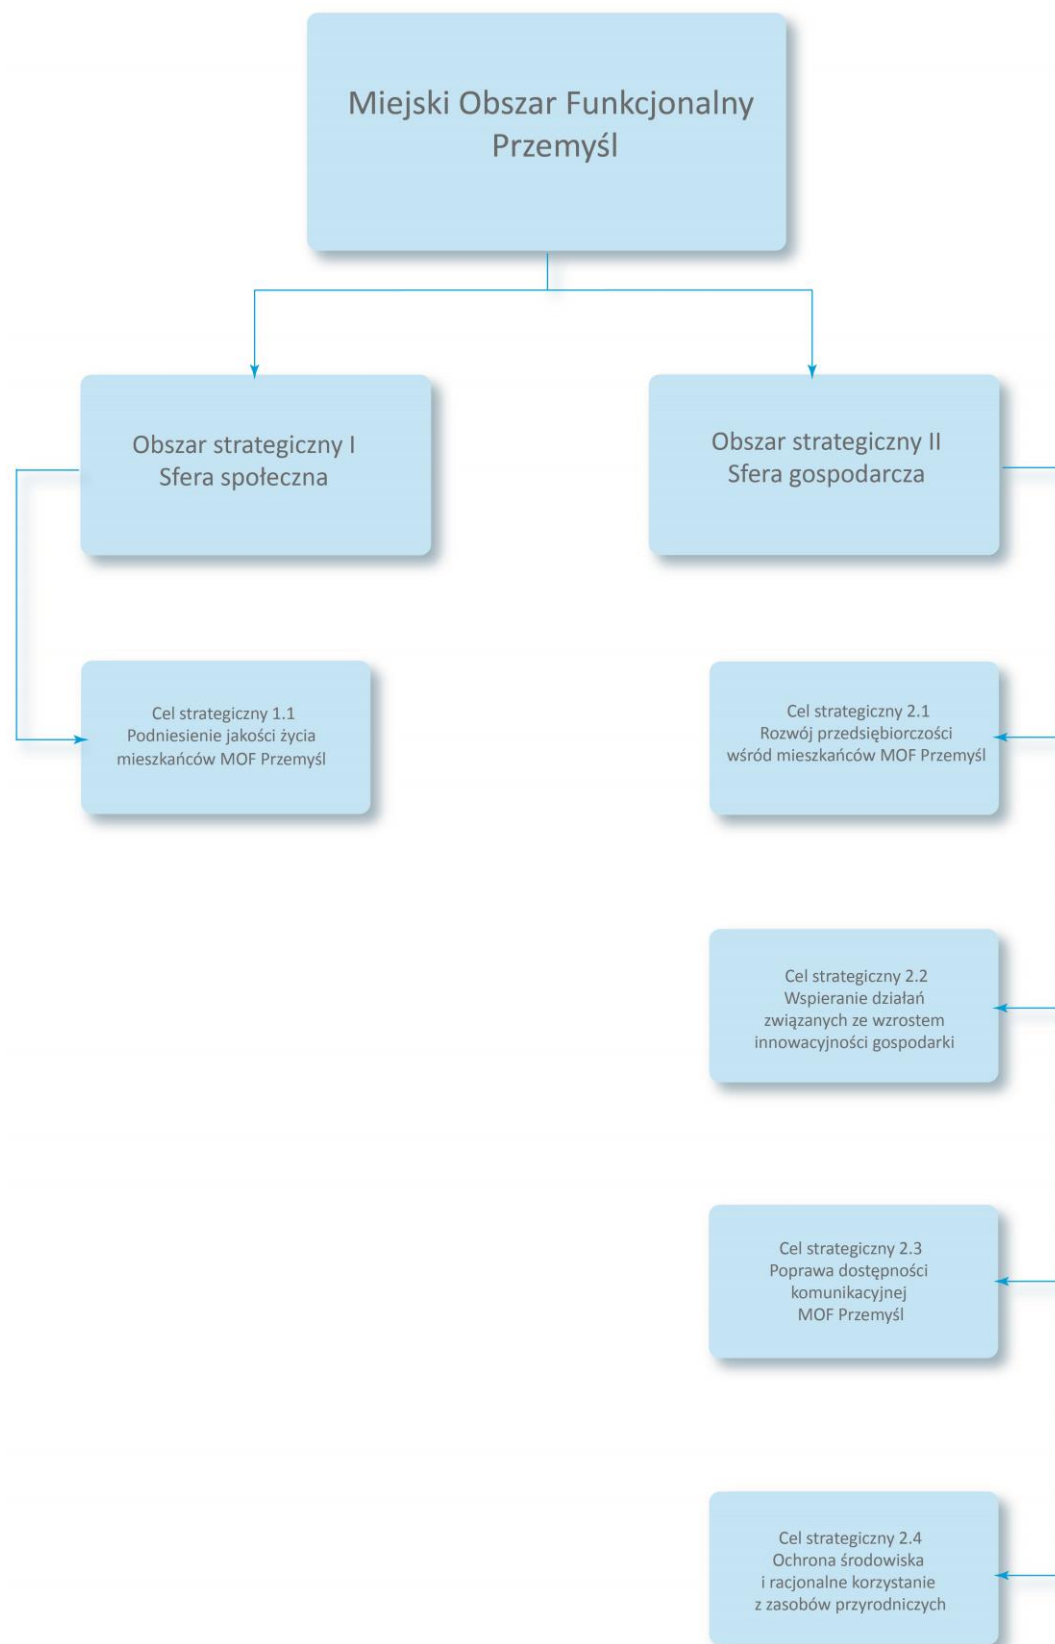 Miejski Obszar Funkcjonalny
Przemyśl
Obszar strategiczny I
Sfera społeczna
Obszar strategiczny II
Sfera gospodarcza
Cel strategiczny 1.1
Podniesienie jakości życia
mieszkańców MOF Przemyśl
Cel strategiczny 2.1
Rozwój przedsiębiorczości
wśród mieszkańców MOF Przemyśl
Cel strategiczny 2.2
Wspieranie działań
związanych ze wzrostem
innowacyjności gospodarki
Cel strategiczny 2.3
Poprawa dostępności
komunikacyjnej
MOF Przemyśl
Cel strategiczny 2.4
Ochrona środowiska
i racjonalne korzystanie
z zasobów przyrodniczych